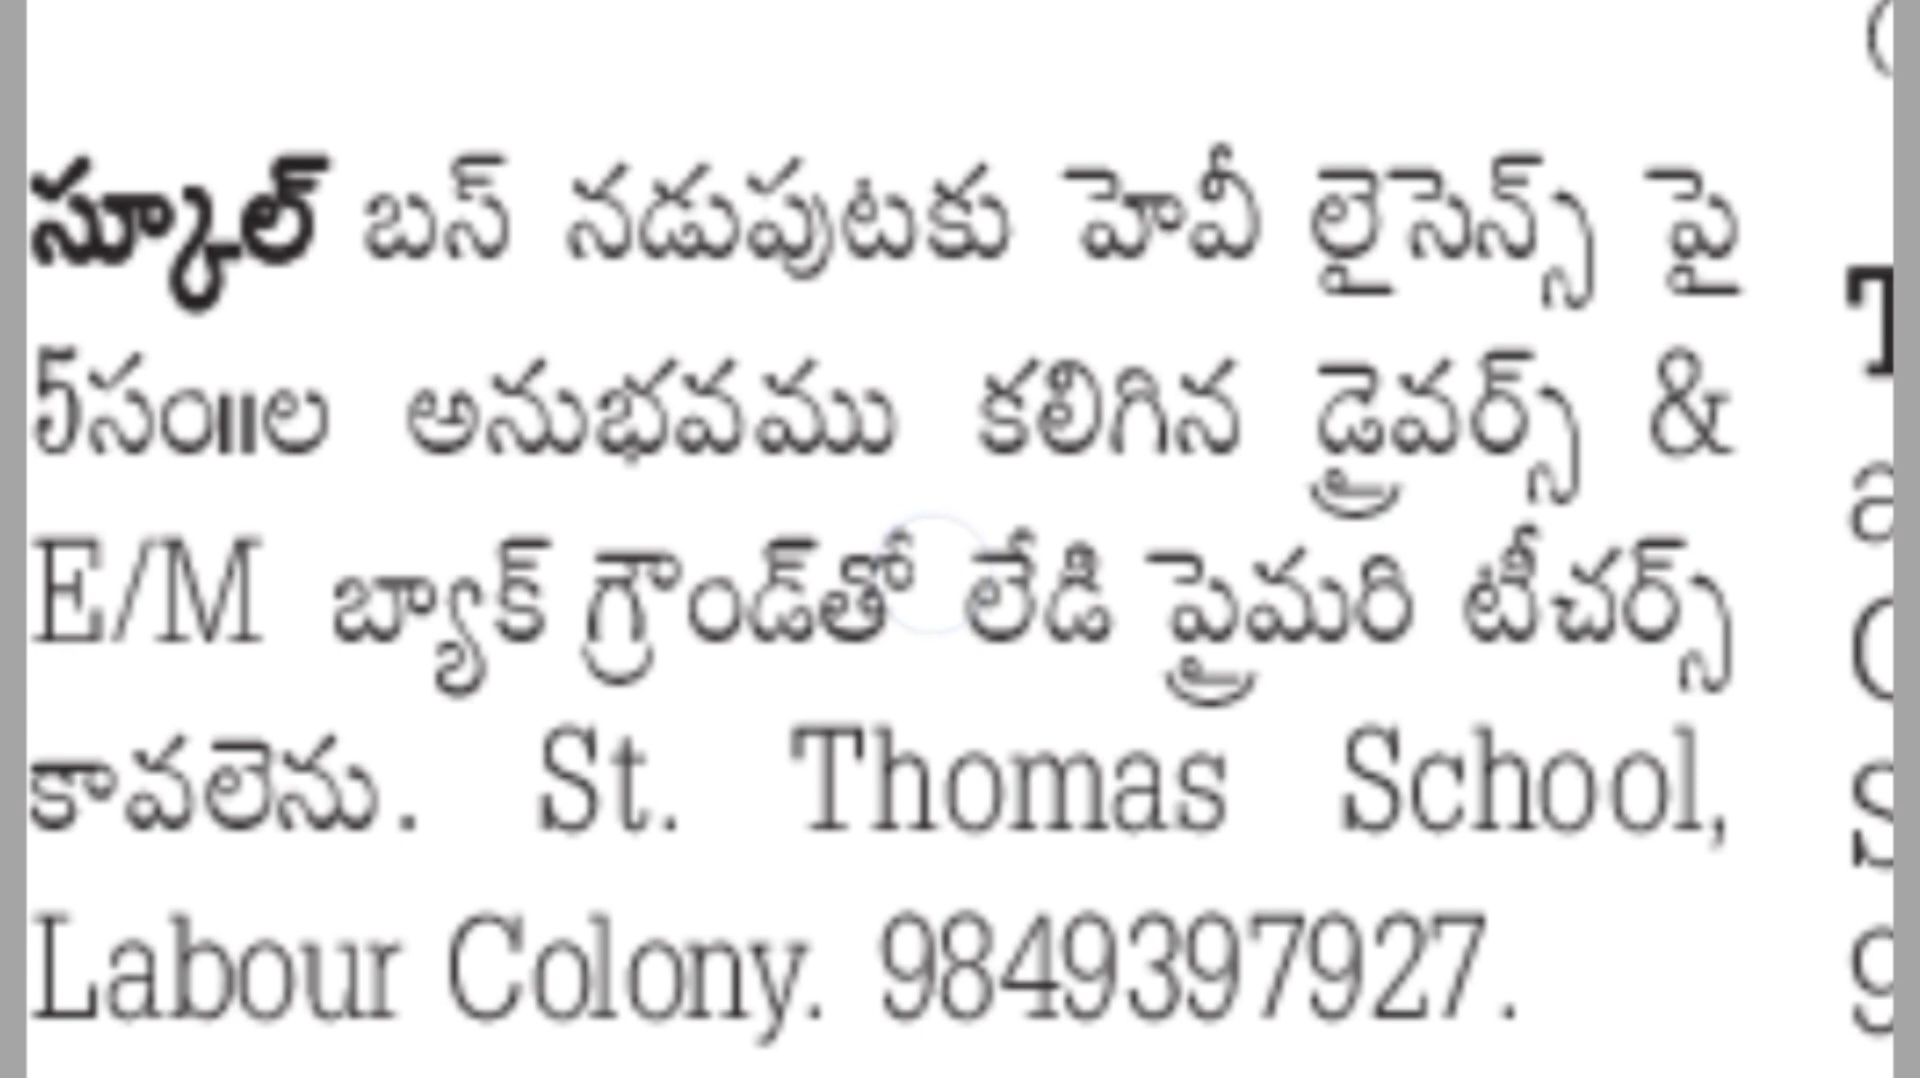 స్కూల్ బస్ నడుపుటకు హెవీ లైసెన్స్ పై
5సం॥ల అనుభవము కలిగిన డ్రైవర్స్ &
E/M బ్యాక్ గ్రౌండ్‌తో లేడి ప్రైమరి టీచర్స్
కావలెను. St. Thomas School,
Labour Colony. 9849397927.